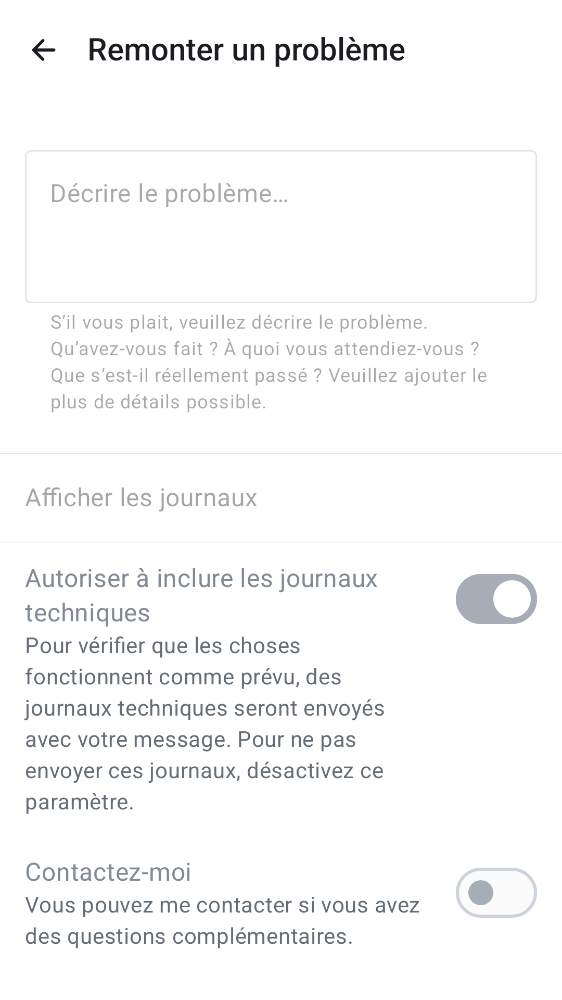 Remonter un problème
Décrire le problème…
S’il vous plait, veuillez décrire le problème.
Qu’avez-vous fait ? À quoi vous attendiez-vous ?
Que s’est-il réellement passé ? Veuillez ajouter le
plus de détails possible.
Afficher les journaux
Autoriser à inclure les journaux
techniques
Pour vérifier que les choses
fonctionnent comme prévu, des
journaux techniques seront envoyés
avec votre message. Pour ne pas
envoyer ces journaux, désactivez ce
paramètre.
Contactez-moi
Vous pouvez me contacter si vous avez
des questions complémentaires.